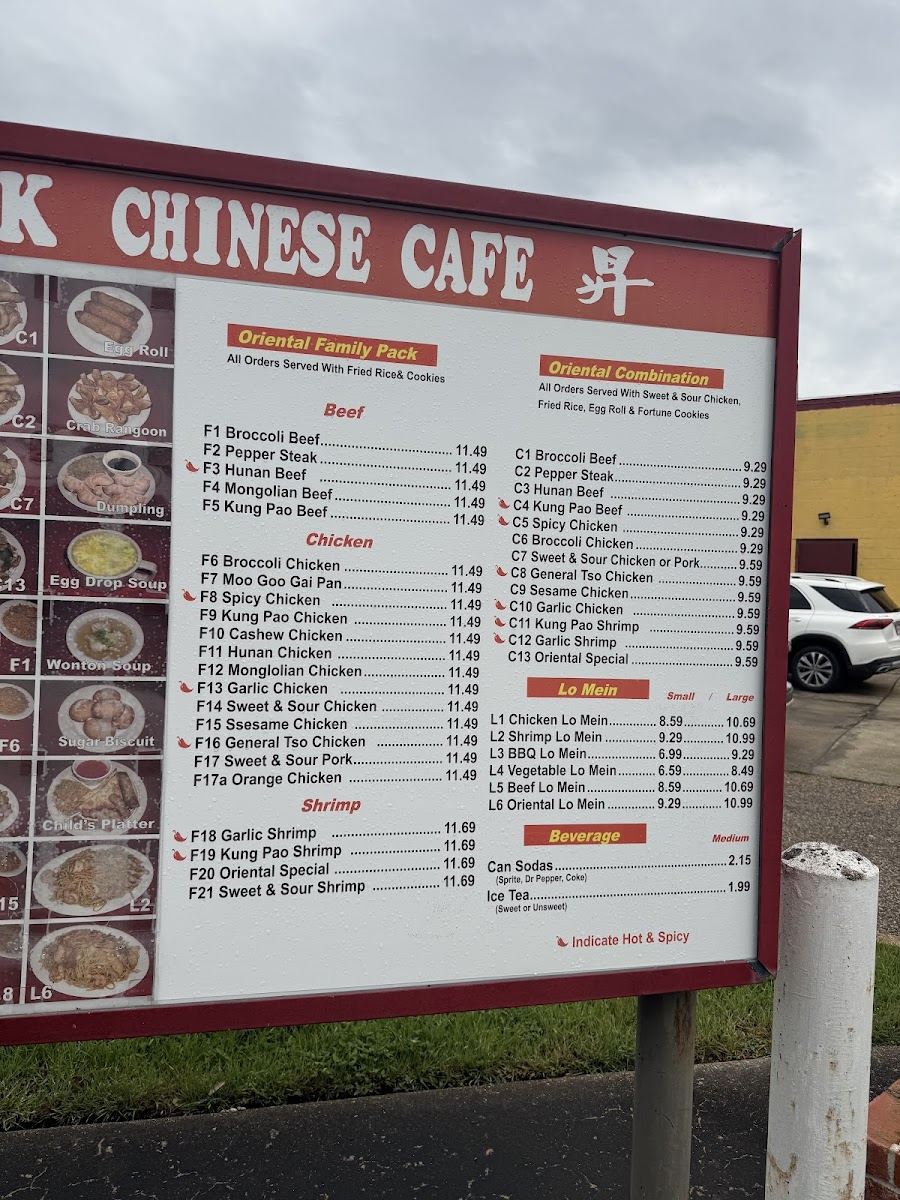 K CHINESE CAFE 昇
C1
Egg Roll
C2
Crab Rangoon
C7
Dumpling
C13
Egg Drop Soup
F1
Wonton Soup
F6
Sugar Biscuit
Child's Platter
15
L2
8
L6
Oriental Family Pack
All Orders Served With Fried Rice& Cookies
Beef
F1 Broccoli Beef 11.49
F2 Pepper Steak 11.49
F3 Hunan Beef 11.49
F4 Mongolian Beef 11.49
F5 Kung Pao Beef 11.49
Chicken
F6 Broccoli Chicken 11.49
F7 Moo Goo Gai Pan 11.49
F8 Spicy Chicken 11.49
F9 Kung Pao Chicken 11.49
F10 Cashew Chicken 11.49
F11 Hunan Chicken 11.49
F12 Monglolian Chicken 11.49
F13 Garlic Chicken 11.49
F14 Sweet & Sour Chicken 11.49
F15 Ssesame Chicken 11.49
F16 General Tso Chicken 11.49
F17 Sweet & Sour Pork 11.49
F17a Orange Chicken 11.49
Shrimp
F18 Garlic Shrimp 11.69
F19 Kung Pao Shrimp 11.69
F20 Oriental Special 11.69
F21 Sweet & Sour Shrimp 11.69
Oriental Combination
All Orders Served With Sweet & Sour Chicken,
Fried Rice, Egg Roll & Fortune Cookies
C1 Broccoli Beef 9.29
C2 Pepper Steak 9.29
C3 Hunan Beef 9.29
C4 Kung Pao Beef 9.29
C5 Spicy Chicken 9.29
C6 Broccoli Chicken 9.29
C7 Sweet & Sour Chicken or Pork 9.59
C8 General Tso Chicken 9.59
C9 Sesame Chicken 9.59
C10 Garlic Chicken 9.59
C11 Kung Pao Shrimp 9.59
C12 Garlic Shrimp 9.59
C13 Oriental Special 9.59
Lo Mein Small / Large
L1 Chicken Lo Mein 8.59 10.69
L2 Shrimp Lo Mein 9.29 10.99
L3 BBQ Lo Mein 6.99 9.29
L4 Vegetable Lo Mein 6.59 8.49
L5 Beef Lo Mein 8.59 10.69
L6 Oriental Lo Mein 9.29 10.99
Beverage Medium
Can Sodas 2.15
(Sprite, Dr Pepper, Coke)
Ice Tea 1.99
(Sweet or Unsweet)
Indicate Hot & Spicy